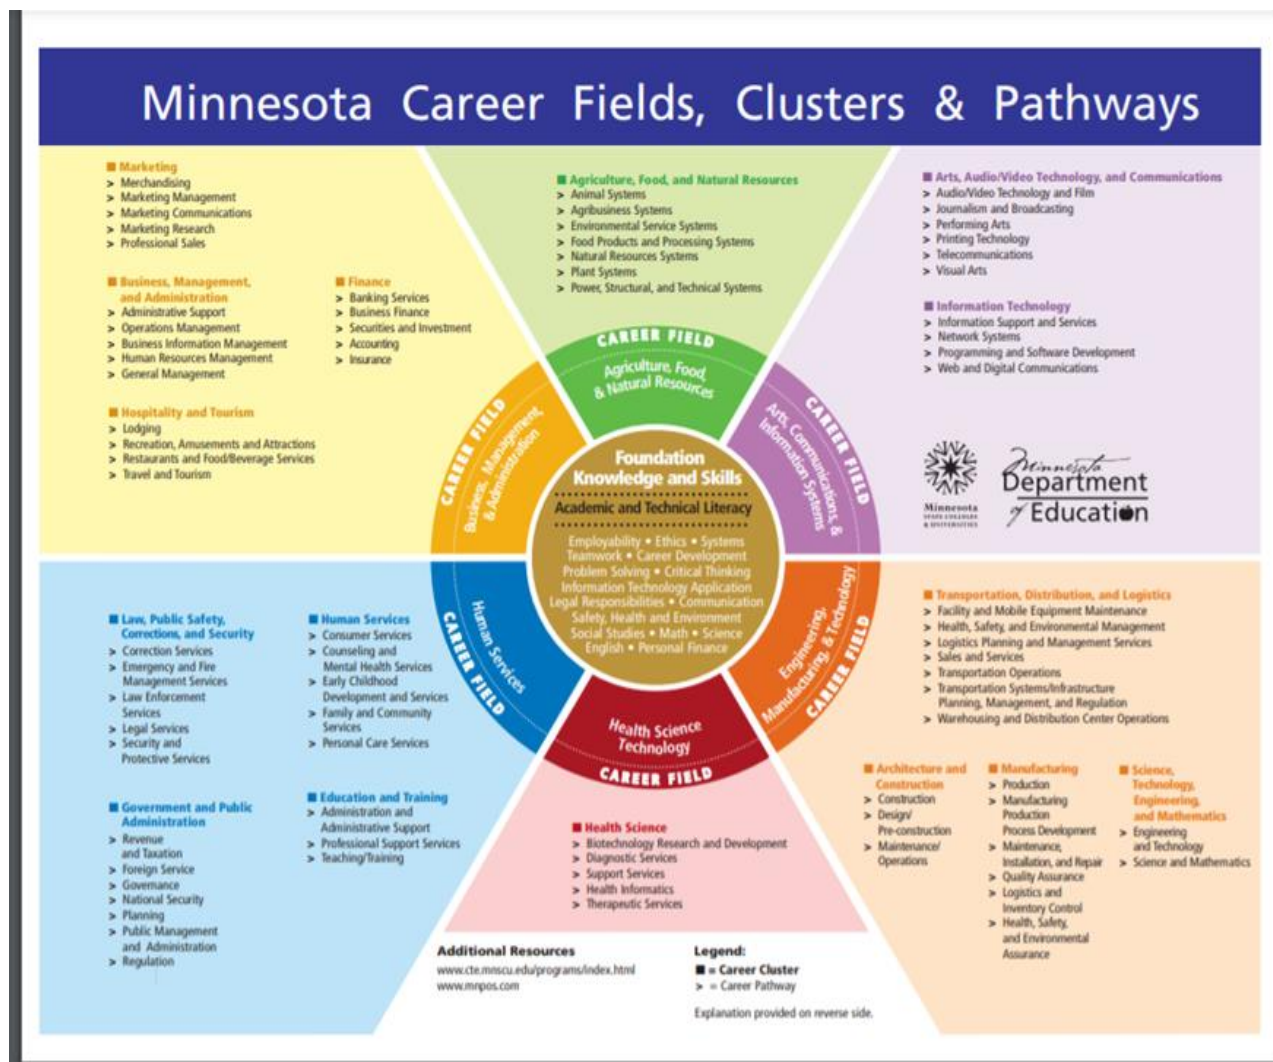 Minnesota Career Fields, Clusters & Pathways
■ Marketing
> Merchandising
> Marketing Management
> Marketing Communications
> Marketing Research
> Professional Sales
■ Business, Management,
and Administration
> Administrative Support
> Operations Management
> Business Information Management
> Human Resources Management
> General Management
■ Finance
> Banking Services
> Business Finance
> Securities and Investment
> Accounting
> Insurance
■ Hospitality and Tourism
> Lodging
> Recreation, Amusements and Attractions
> Restaurants and Food/Beverage Services
> Travel and Tourism
■ Agriculture, Food, and Natural Resources
> Animal Systems
> Agribusiness Systems
> Environmental Service Systems
> Food Products and Processing Systems
> Natural Resources Systems
> Plant Systems
> Power, Structural, and Technical Systems
■ Arts, Audio/Video Technology, and Communications
> Audio/Video Technology and Film
> Journalism and Broadcasting
> Performing Arts
> Printing Technology
> Telecommunications
> Visual Arts
■ Information Technology
> Information Support and Services
> Network Systems
> Programming and Software Development
> Web and Digital Communications
Minnesota
STATE COLLEGES
& UNIVERSITIES
Minnesota
Department
of Education
CAREER FIELD
Agriculture, Food,
& Natural Resources
CAREER FIELD
Business, Management,
& Administration
CAREER FIELD
Arts, Communications, &
Information Systems
Foundation
Knowledge and Skills
Academic and Technical Literacy
Employability • Ethics • Systems
Teamwork • Career Development
Problem Solving • Critical Thinking
Information Technology Application
Legal Responsibilities • Communication
Safety, Health and Environment
Social Studies • Math • Science
English • Personal Finance
Human Services
CAREER FIELD
Engineering,
Manufacturing, & Technology
CAREER FIELD
Health Science
Technology
CAREER FIELD
■ Law, Public Safety,
Corrections, and Security
> Correction Services
> Emergency and Fire
Management Services
> Law Enforcement
Services
> Legal Services
> Security and
Protective Services
■ Human Services
> Consumer Services
> Counseling and
Mental Health Services
> Early Childhood
Development and Services
> Family and Community
Services
> Personal Care Services
■ Government and Public
Administration
> Revenue
and Taxation
> Foreign Service
> Governance
> National Security
> Planning
> Public Management
and Administration
> Regulation
■ Education and Training
> Administration and
Administrative Support
> Professional Support Services
> Teaching/Training
■ Health Science
> Biotechnology Research and Development
> Diagnostic Services
> Support Services
> Health Informatics
> Therapeutic Services
■ Transportation, Distribution, and Logistics
> Facility and Mobile Equipment Maintenance
> Health, Safety, and Environmental Management
> Logistics Planning and Management Services
> Sales and Services
> Transportation Operations
> Transportation Systems/Infrastructure
Planning, Management, and Regulation
> Warehousing and Distribution Center Operations
■ Architecture and
Construction
> Construction
> Design/
Pre-construction
> Maintenance/
Operations
■ Manufacturing
> Production
> Manufacturing
Production
Process Development
> Maintenance,
Installation, and Repair
> Quality Assurance
> Logistics and
Inventory Control
> Health, Safety,
and Environmental
Assurance
■ Science,
Technology,
Engineering,
and Mathematics
> Engineering
and Technology
> Science and Mathematics
Additional Resources
www.cte.mnscu.edu/programs/index.html
www.mnpos.com
Legend:
■ = Career Cluster
> = Career Pathway
Explanation provided on reverse side.